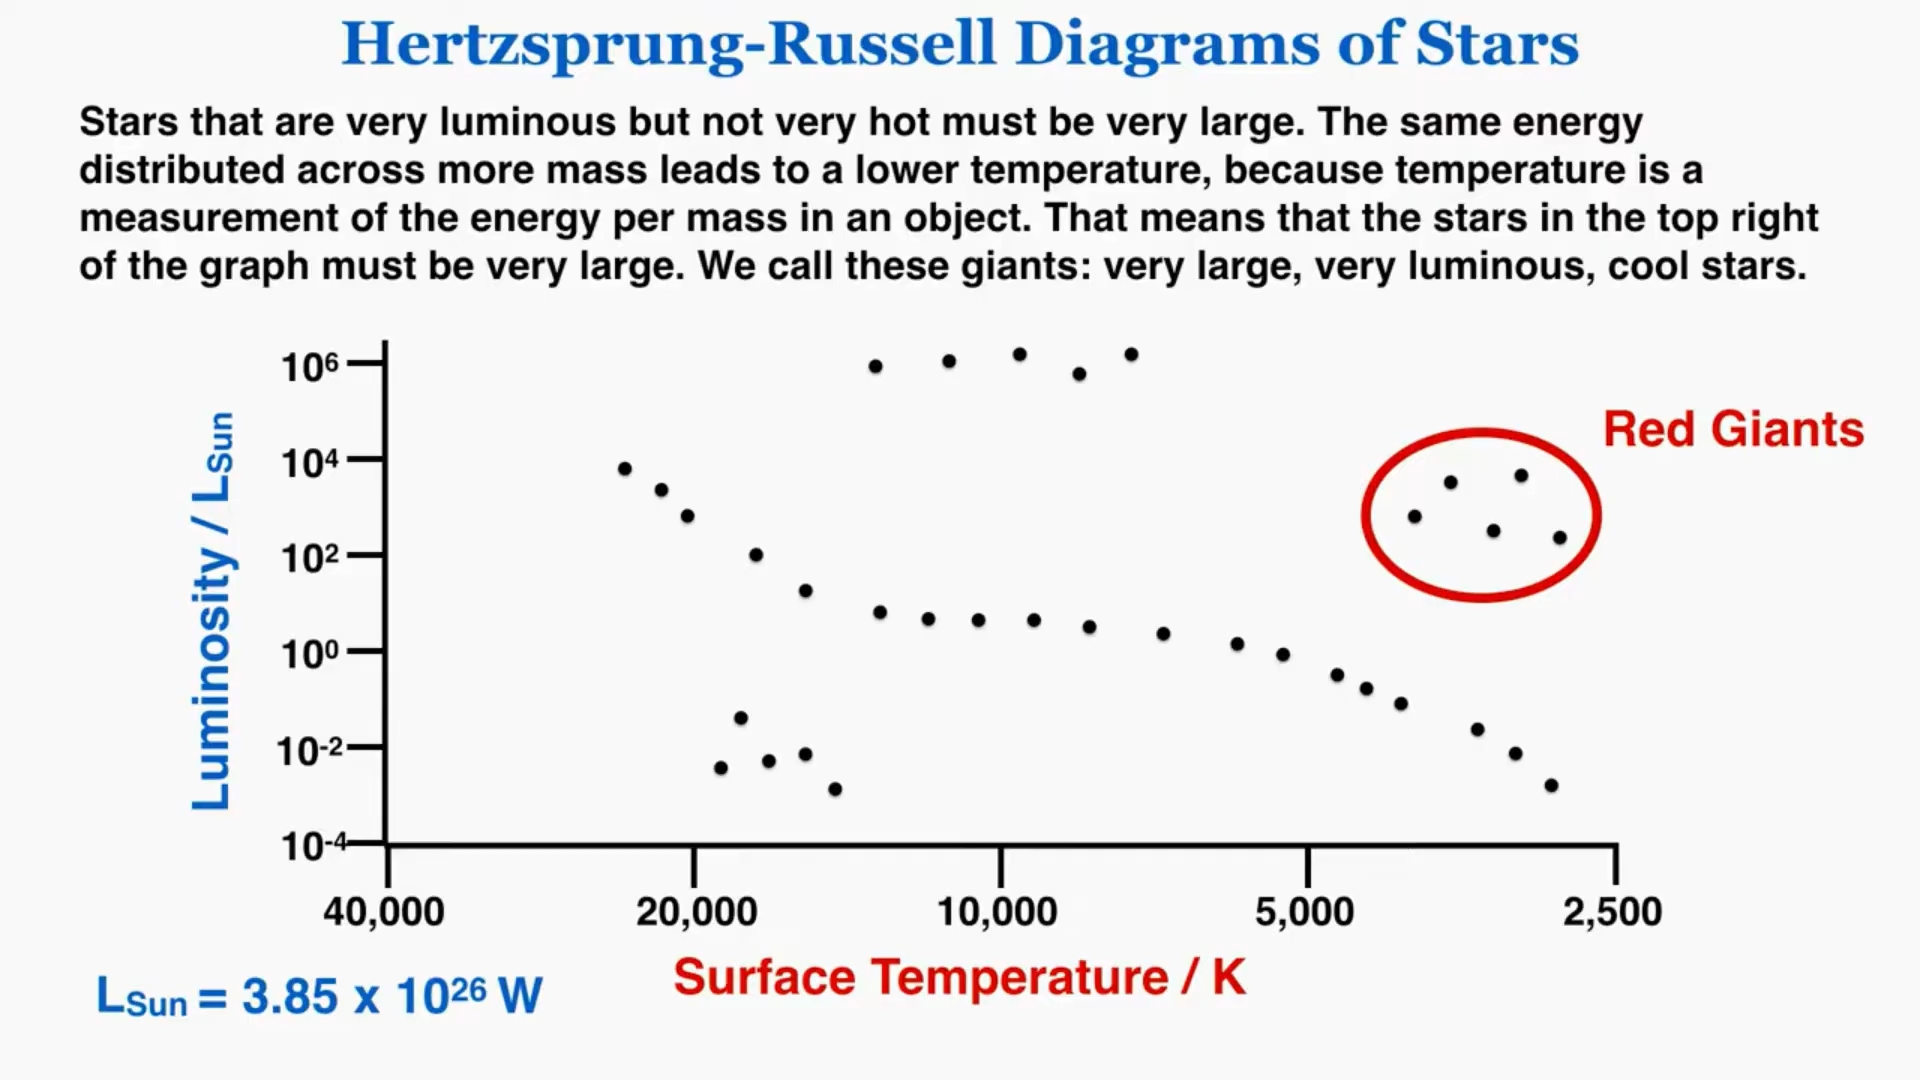 Hertzsprung-Russell Diagrams of Stars
Stars that are very luminous but not very hot must be very large. The same energy
distributed across more mass leads to a lower temperature, because temperature is a
measurement of the energy per mass in an object. That means that the stars in the top right
of the graph must be very large. We call these giants: very large, very luminous, cool stars.
10⁶
10⁴
10²
10⁰
10⁻²
10⁻⁴
Luminosity / LSun
Red Giants
40,000 20,000 10,000 5,000 2,500
Surface Temperature / K
LSun = 3.85 x 10²⁶ W